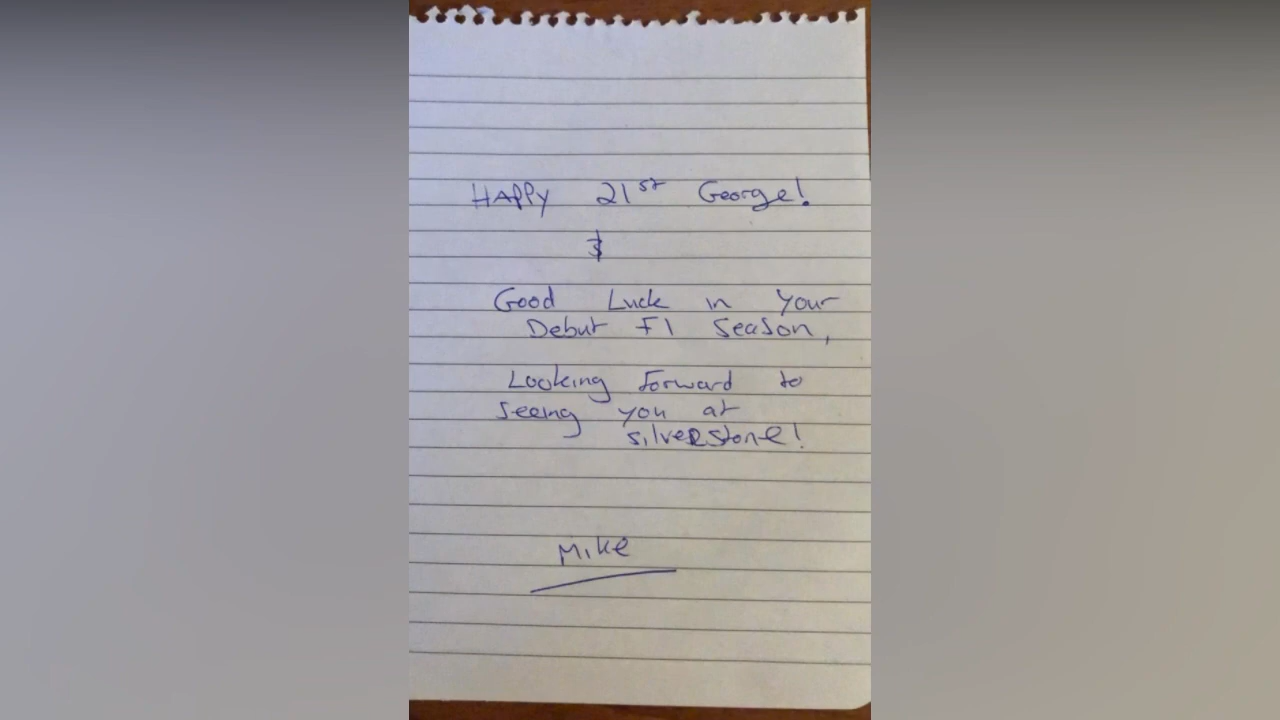 HAPPY 21st George!
&
Good Luck in your
Debut F1 Season,
Looking forward to
seeing you at
silverstone!
Mike